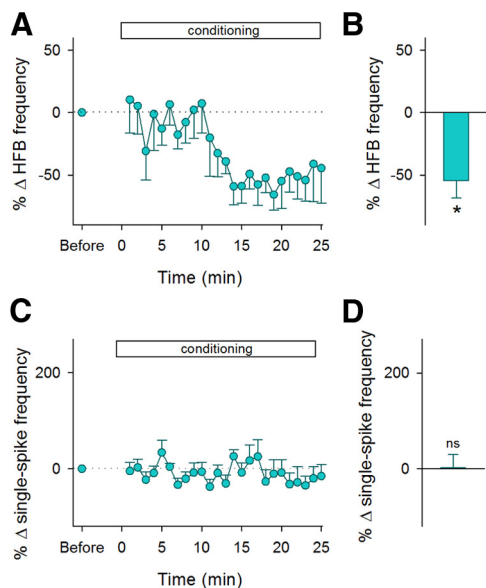 A
conditioning
% Δ HFB frequency
50
0
-50
Before 0 5 10 15 20 25
Time (min)
B
% Δ HFB frequency
50
0
-50
*
C
conditioning
% Δ single-spike frequency
200
0
Before 0 5 10 15 20 25
Time (min)
D
% Δ single-spike frequency
200
0
ns